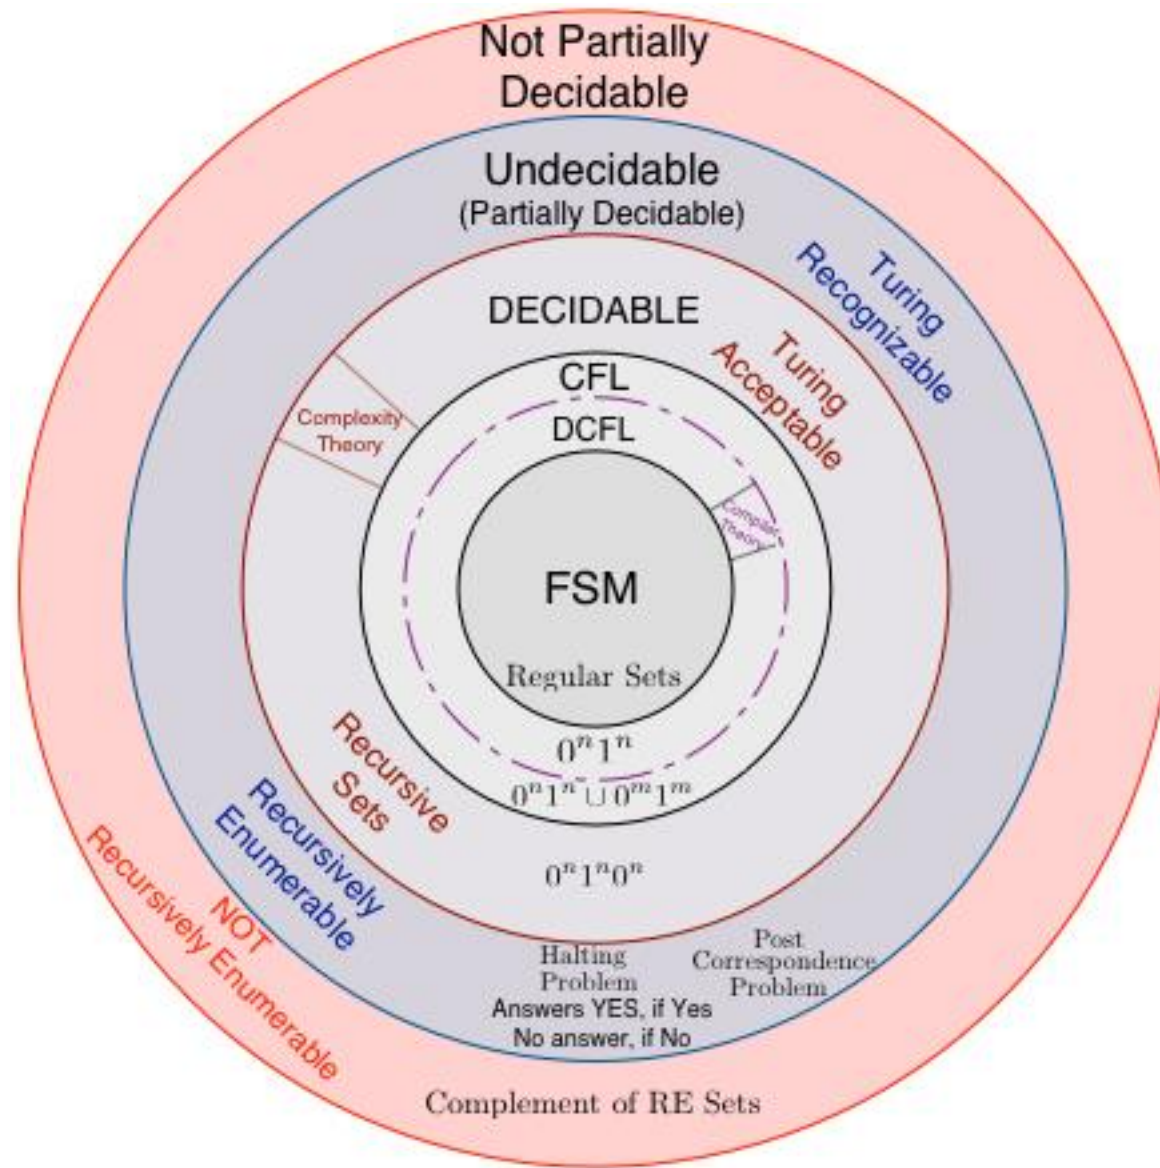 Not Partially
Decidable
Undecidable
(Partially Decidable)
Turing
Recognizable
DECIDABLE
Turing
Acceptable
CFL
DCFL
Complexity
Theory
Compiler
Theory
FSM
Regular Sets
0ⁿ1ⁿ
0ⁿ1ⁿ ∪ 0ᵐ1ᵐ
Recursive
Sets
0ⁿ1ⁿ0ⁿ
Recursively
Enumerable
NOT
Recursively Enumerable
Halting
Problem
Answers YES, if Yes
No answer, if No
Post
Correspondence
Problem
Complement of RE Sets